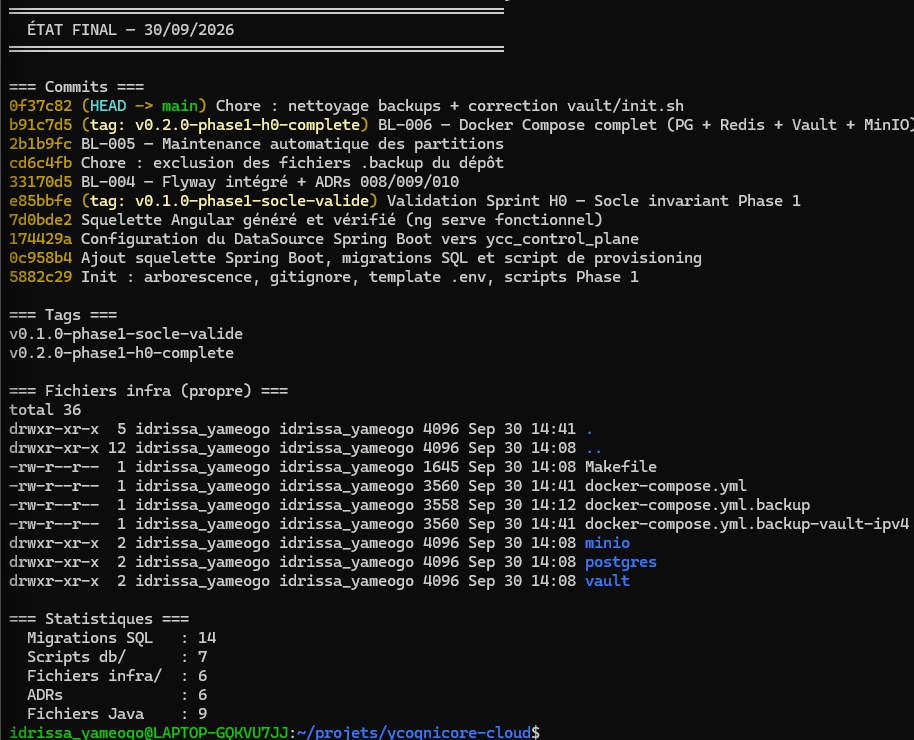 ÉTAT FINAL — 30/09/2026
=== Commits ===
0f37c82 (HEAD -> main) Chore : nettoyage backups + correction vault/init.sh
b91c7d5 (tag: v0.2.0-phase1-h0-complete) BL-006 — Docker Compose complet (PG + Redis + Vault + MinIO)
2b1b9fc BL-005 — Maintenance automatique des partitions
cd6c4fb Chore : exclusion des fichiers .backup du dépôt
33170d5 BL-004 — Flyway intégré + ADRs 008/009/010
e85bbfe (tag: v0.1.0-phase1-socle-valide) Validation Sprint H0 — Socle invariant Phase 1
7d0bde2 Squelette Angular généré et vérifié (ng serve fonctionnel)
174429a Configuration du DataSource Spring Boot vers ycc_control_plane
0c958b4 Ajout squelette Spring Boot, migrations SQL et script de provisioning
5882c29 Init : arborescence, gitignore, template .env, scripts Phase 1
=== Tags ===
v0.1.0-phase1-socle-valide
v0.2.0-phase1-h0-complete
=== Fichiers infra (propre) ===
total 36
drwxr-xr-x  5 idrissa_yameogo idrissa_yameogo 4096 Sep 30 14:41 .
drwxr-xr-x 12 idrissa_yameogo idrissa_yameogo 4096 Sep 30 14:08 ..
-rw-r--r--  1 idrissa_yameogo idrissa_yameogo 1645 Sep 30 14:08 Makefile
-rw-r--r--  1 idrissa_yameogo idrissa_yameogo 3560 Sep 30 14:41 docker-compose.yml
-rw-r--r--  1 idrissa_yameogo idrissa_yameogo 3558 Sep 30 14:12 docker-compose.yml.backup
-rw-r--r--  1 idrissa_yameogo idrissa_yameogo 3560 Sep 30 14:41 docker-compose.yml.backup-vault-ipv4
drwxr-xr-x  2 idrissa_yameogo idrissa_yameogo 4096 Sep 30 14:08 minio
drwxr-xr-x  2 idrissa_yameogo idrissa_yameogo 4096 Sep 30 14:08 postgres
drwxr-xr-x  2 idrissa_yameogo idrissa_yameogo 4096 Sep 30 14:08 vault
=== Statistiques ===
Migrations SQL   : 14
Scripts db/      : 7
Fichiers infra/  : 6
ADRs             : 6
Fichiers Java    : 9
idrissa_yameogo@LAPTOP-GQKVU7JJ:~/projets/ycognicore-cloud$